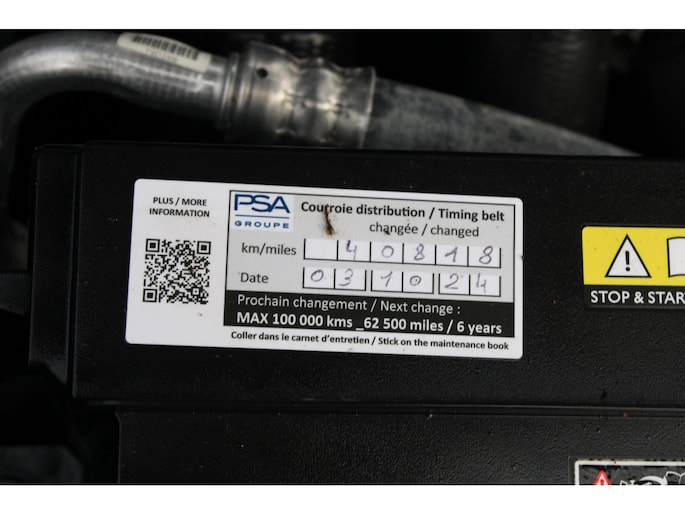 PLUS / MORE
INFORMATION
PSA
GROUPE
Courroie distribution / Timing belt
changée / changed
km/miles 40818
Date 031024
Prochain changement / Next change :
MAX 100 000 kms _62 500 miles / 6 years
Coller dans le carnet d'entretien / Stick on the maintenance book
STOP & STAR